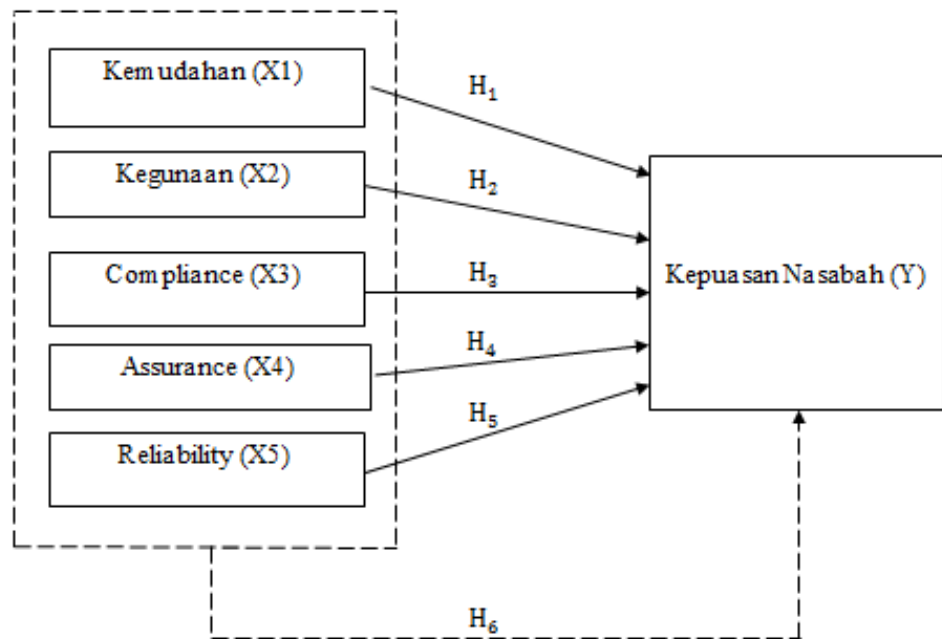 Kemudahan (X1)
H₁
Kegunaan (X2)
H₂
Compliance (X3)
H₃
Kepuasan Nasabah (Y)
Assurance (X4)
H₄
Reliability (X5)
H₅
H₆